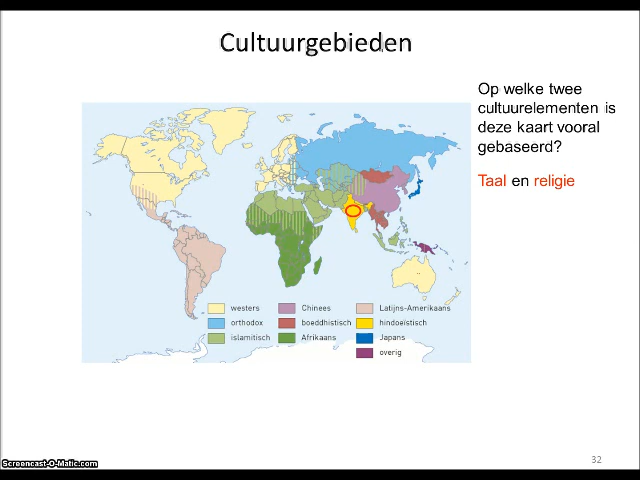 Cultuurgebieden
Op welke twee
cultuurelementen is
deze kaart vooral
gebaseerd?
Taal en religie
westers
orthodox
islamitisch
Chinees
boeddhistisch
Afrikaans
Latijns-Amerikaans
hindoeïstisch
Japans
overig
32
Screencast-O-Matic.com